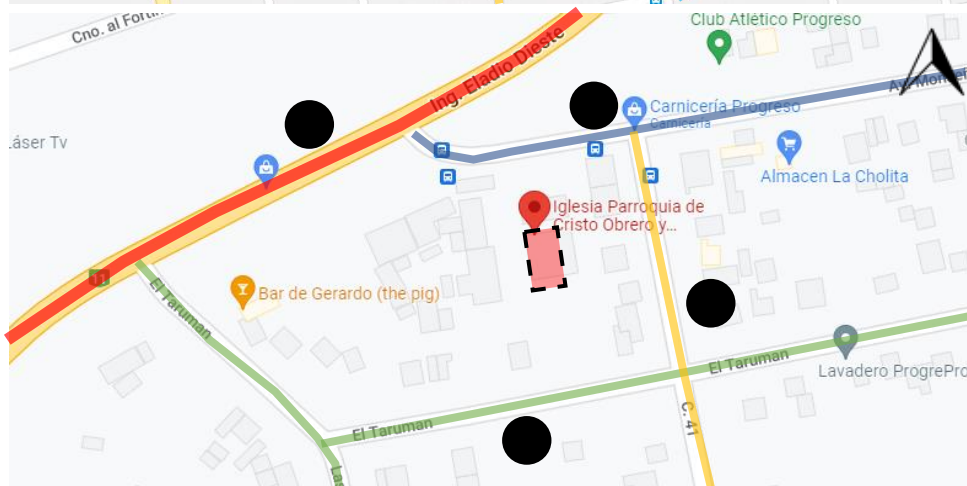 Cno. al Fortín
Club Atlético Progreso
Ing. Eladio Dieste
Carnicería Progreso
Carnicería
Láser Tv
Almacen La Cholita
Iglesia Parroquia de
Cristo Obrero y...
11
El Taruman
Bar de Gerardo (the pig)
El Taruman
Lavadero ProgrePro
El Taruman
C. 41